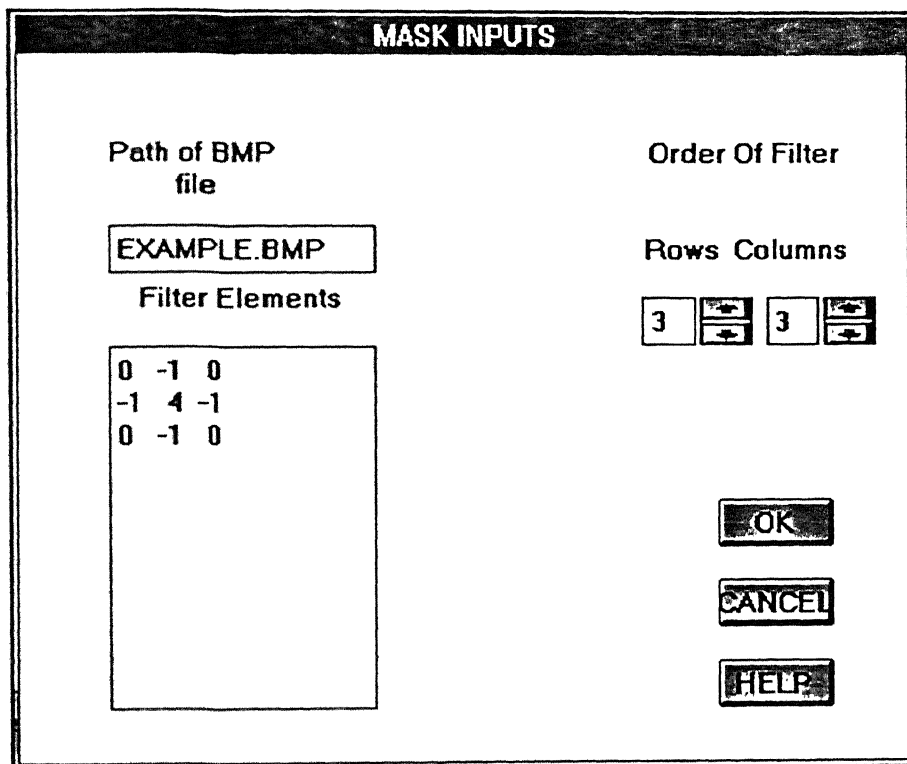 MASK INPUTS
Path of BMP
file
Order Of Filter
EXAMPLE.BMP
Rows Columns
Filter Elements
3 3
0 -1 0
-1 4 -1
0 -1 0
OK
CANCEL
HELP